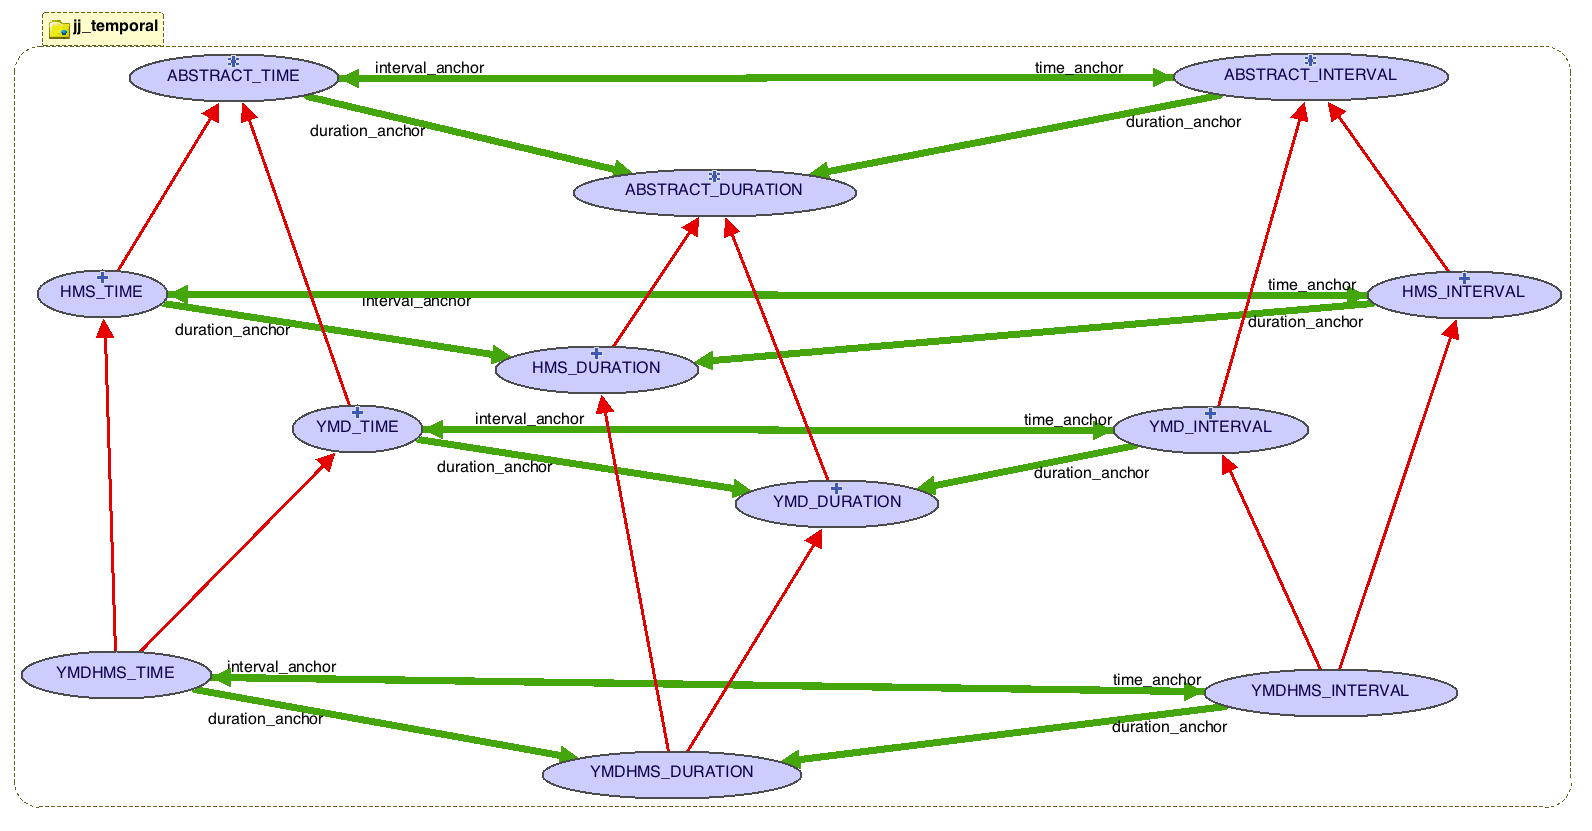 jj_temporal
ABSTRACT_TIME
interval_anchor
time_anchor
ABSTRACT_INTERVAL
duration_anchor
duration_anchor
ABSTRACT_DURATION
HMS_TIME
interval_anchor
time_anchor
HMS_INTERVAL
duration_anchor
duration_anchor
HMS_DURATION
YMD_TIME
interval_anchor
time_anchor
YMD_INTERVAL
duration_anchor
duration_anchor
YMD_DURATION
YMDHMS_TIME
interval_anchor
time_anchor
YMDHMS_INTERVAL
duration_anchor
duration_anchor
YMDHMS_DURATION